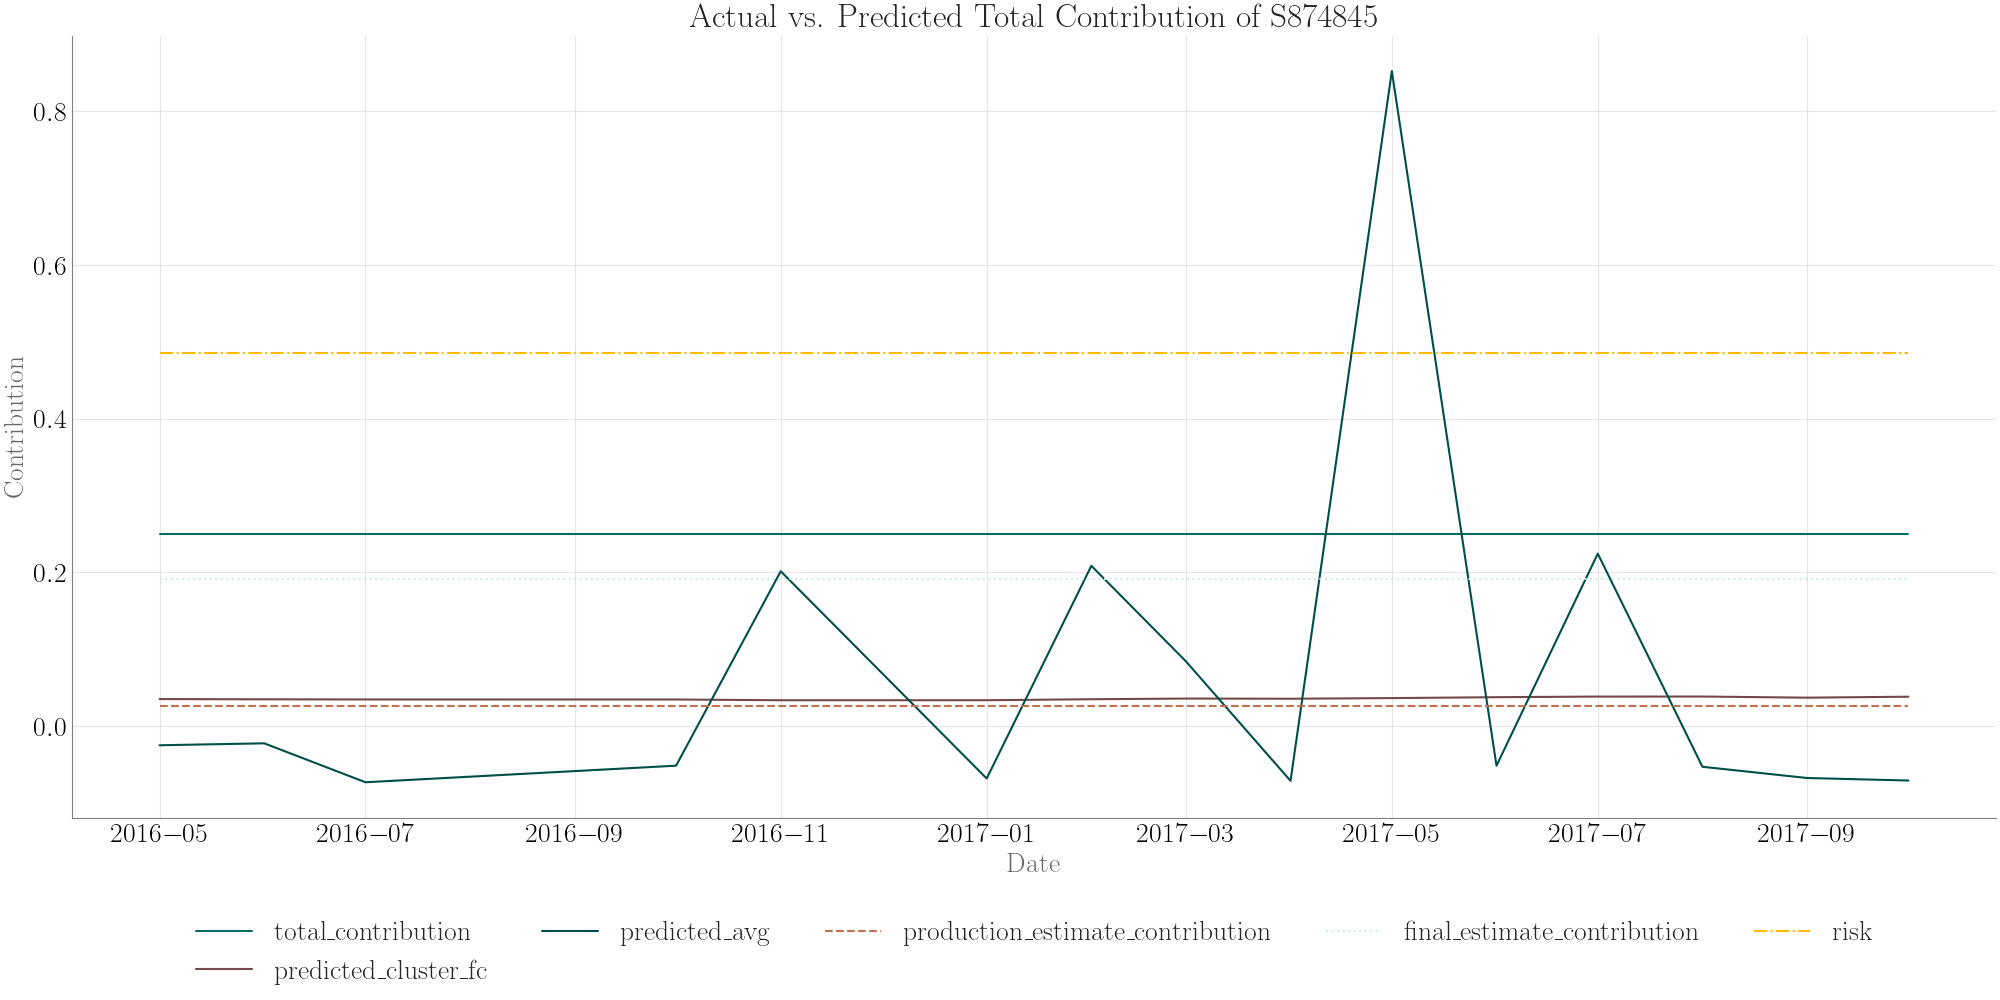 Actual vs. Predicted Total Contribution of S874845
0.8
0.6
0.4
0.2
0.0
Contribution
2016–05 2016–07 2016–09 2016–11 2017–01 2017–03 2017–05 2017–07 2017–09
Date
total_contribution predicted_avg production_estimate_contribution final_estimate_contribution risk
predicted_cluster_fc